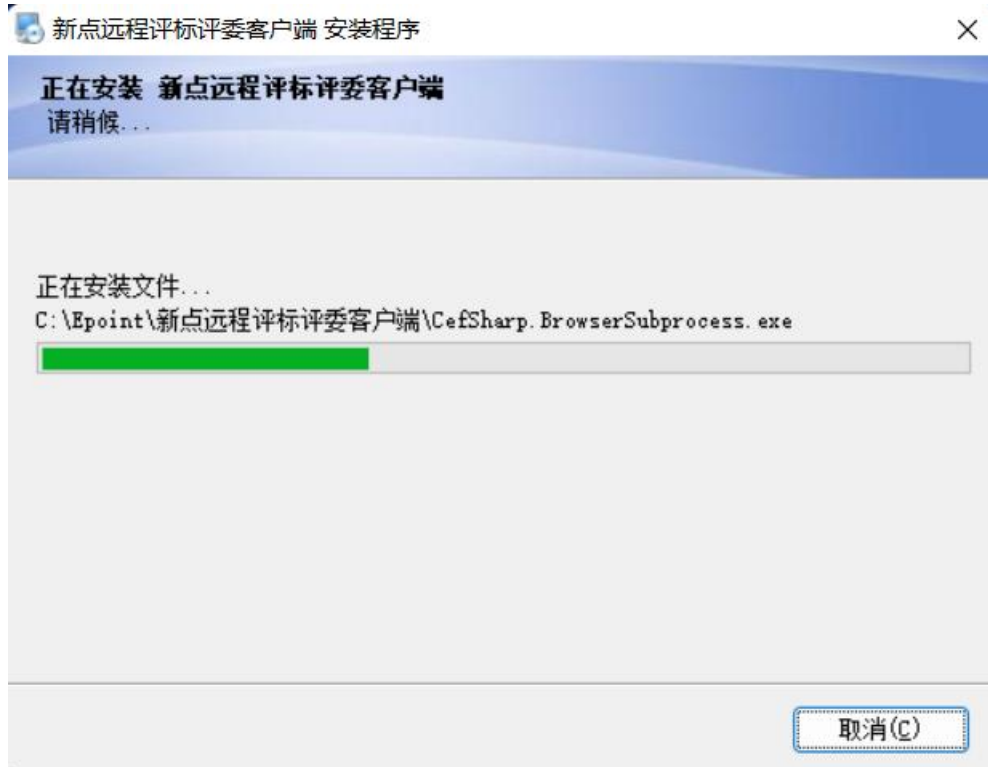 新点远程评标评委客户端 安装程序
正在安装 新点远程评标评委客户端
请稍候...
正在安装文件...
C:\Epoint\新点远程评标评委客户端\CefSharp.BrowserSubprocess.exe
取消(C)